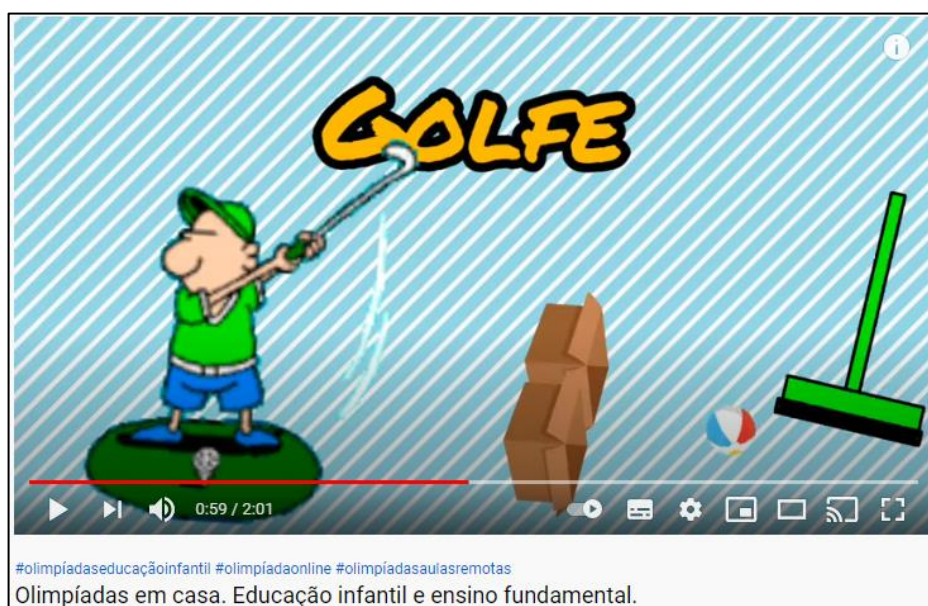 GOLFE
0:59 / 2:01
#olimpíadaseducaçãoinfantil #olimpíadaonline #olimpíadasaulasremotas
Olimpíadas em casa. Educação infantil e ensino fundamental.